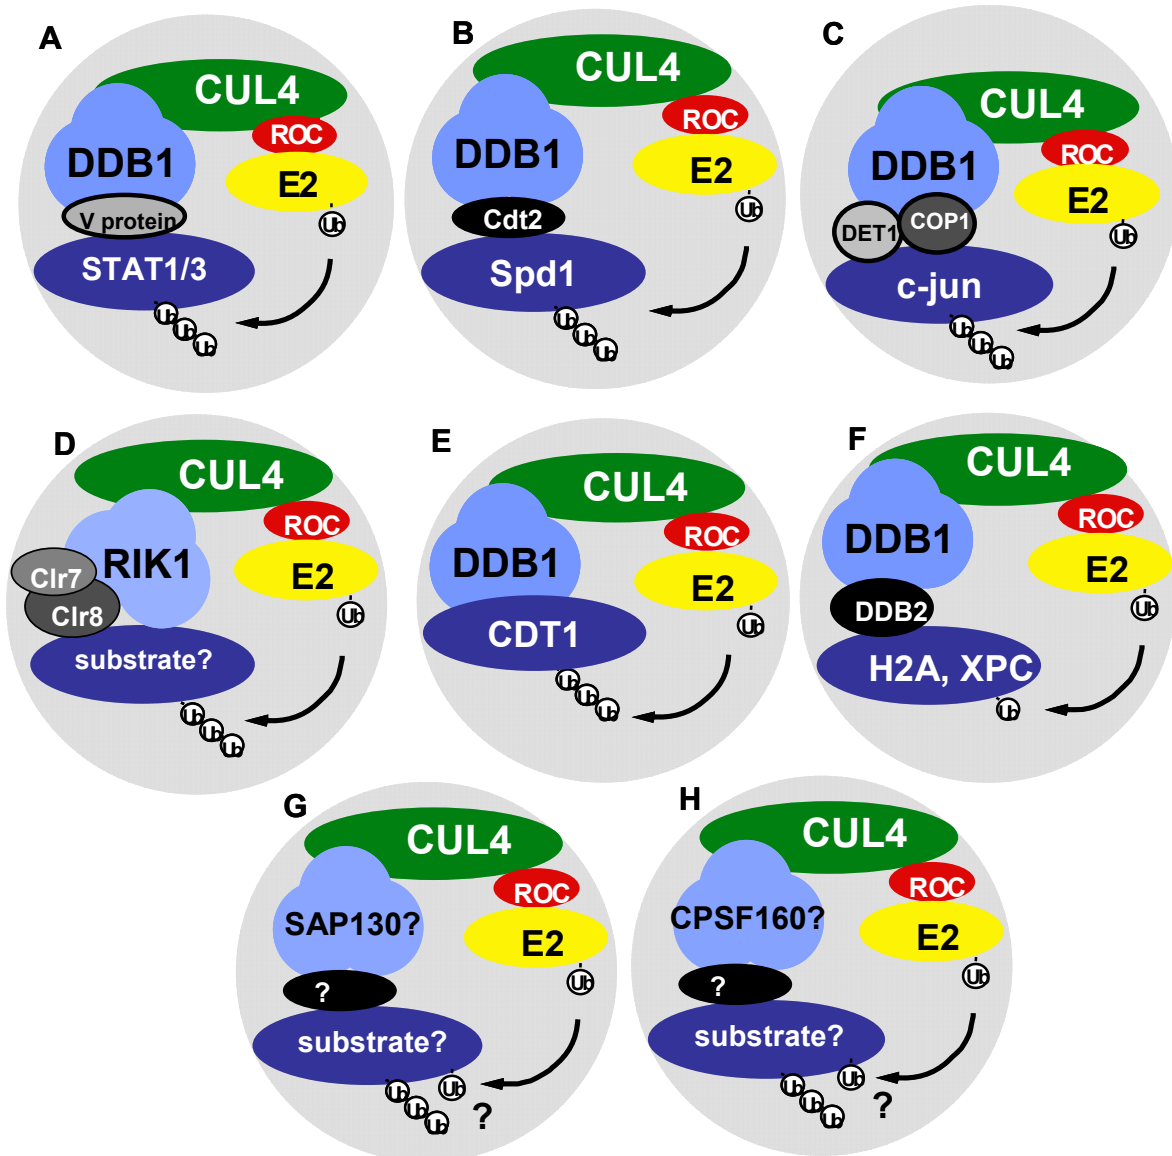 A
CUL4
ROC
DDB1
E2
V protein
Ub
STAT1/3
Ub
Ub
Ub
B
CUL4
ROC
DDB1
E2
Cdt2
Ub
Spd1
Ub
Ub
Ub
C
CUL4
ROC
DDB1
E2
DET1
COP1
Ub
c-jun
Ub
Ub
Ub
D
CUL4
ROC
RIK1
E2
Clr7
Clr8
Ub
substrate?
Ub
Ub
Ub
E
CUL4
ROC
DDB1
E2
Ub
CDT1
Ub
Ub
Ub
F
CUL4
ROC
DDB1
E2
DDB2
Ub
H2A, XPC
Ub
G
CUL4
ROC
SAP130?
E2
?
Ub
substrate?
Ub
Ub
Ub
Ub
?
H
CUL4
ROC
CPSF160?
E2
?
Ub
substrate?
Ub
Ub
Ub
Ub
?